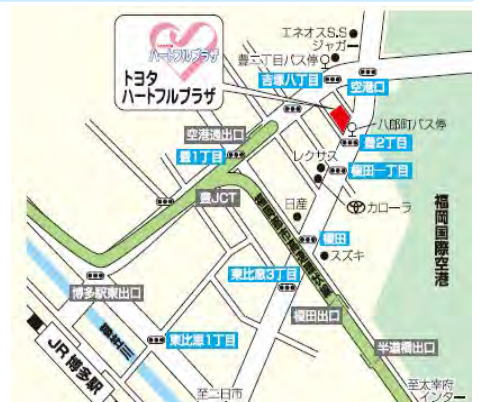 エネオスS.S
ジャガー
豊二丁目バス停
吉塚八丁目
空港口
ハートフルプラザ
トヨタ
ハートフルプラザ
八郎町バス停
空港通出口
豊2丁目
豊1丁目
レクサス
榎田一丁目
豊JCT
カローラ
日産
福岡国際空港
榎田
スズキ
東比恵3丁目
博多駅東出口
榎田出口
東比恵1丁目
半道橋出口
JR博多駅
至二日市
至太宰府
インター